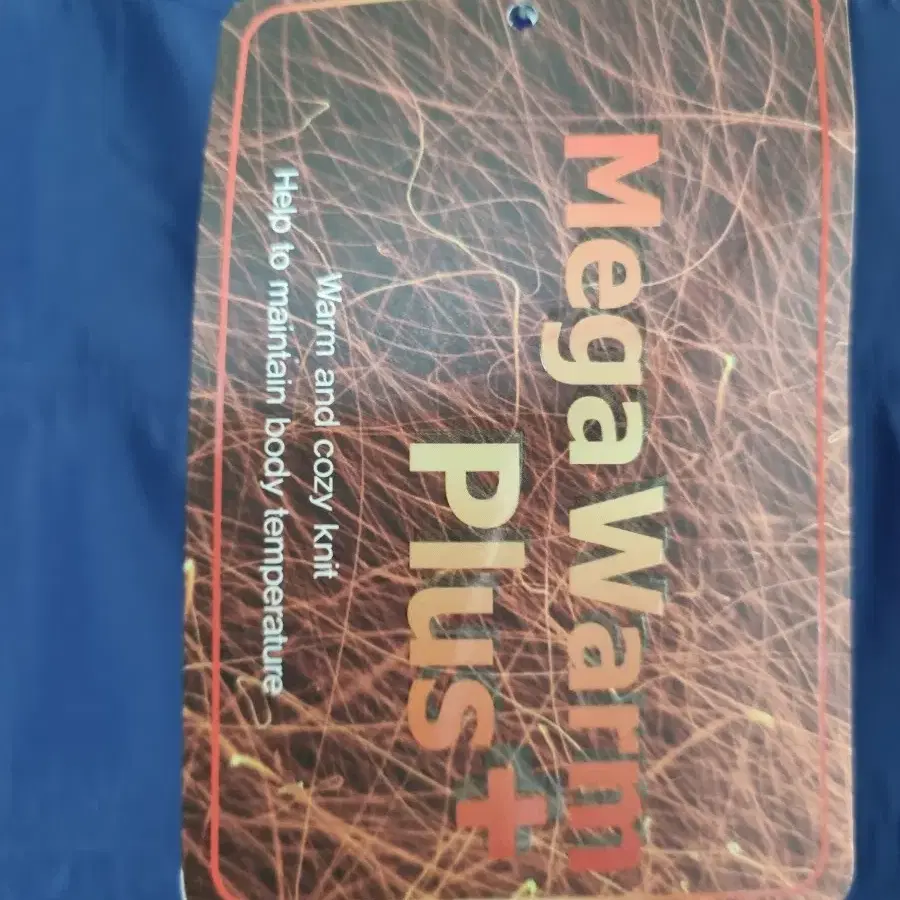 Mega Warm
Plus+
Warm and cozy knit
Help to maintain body temperature